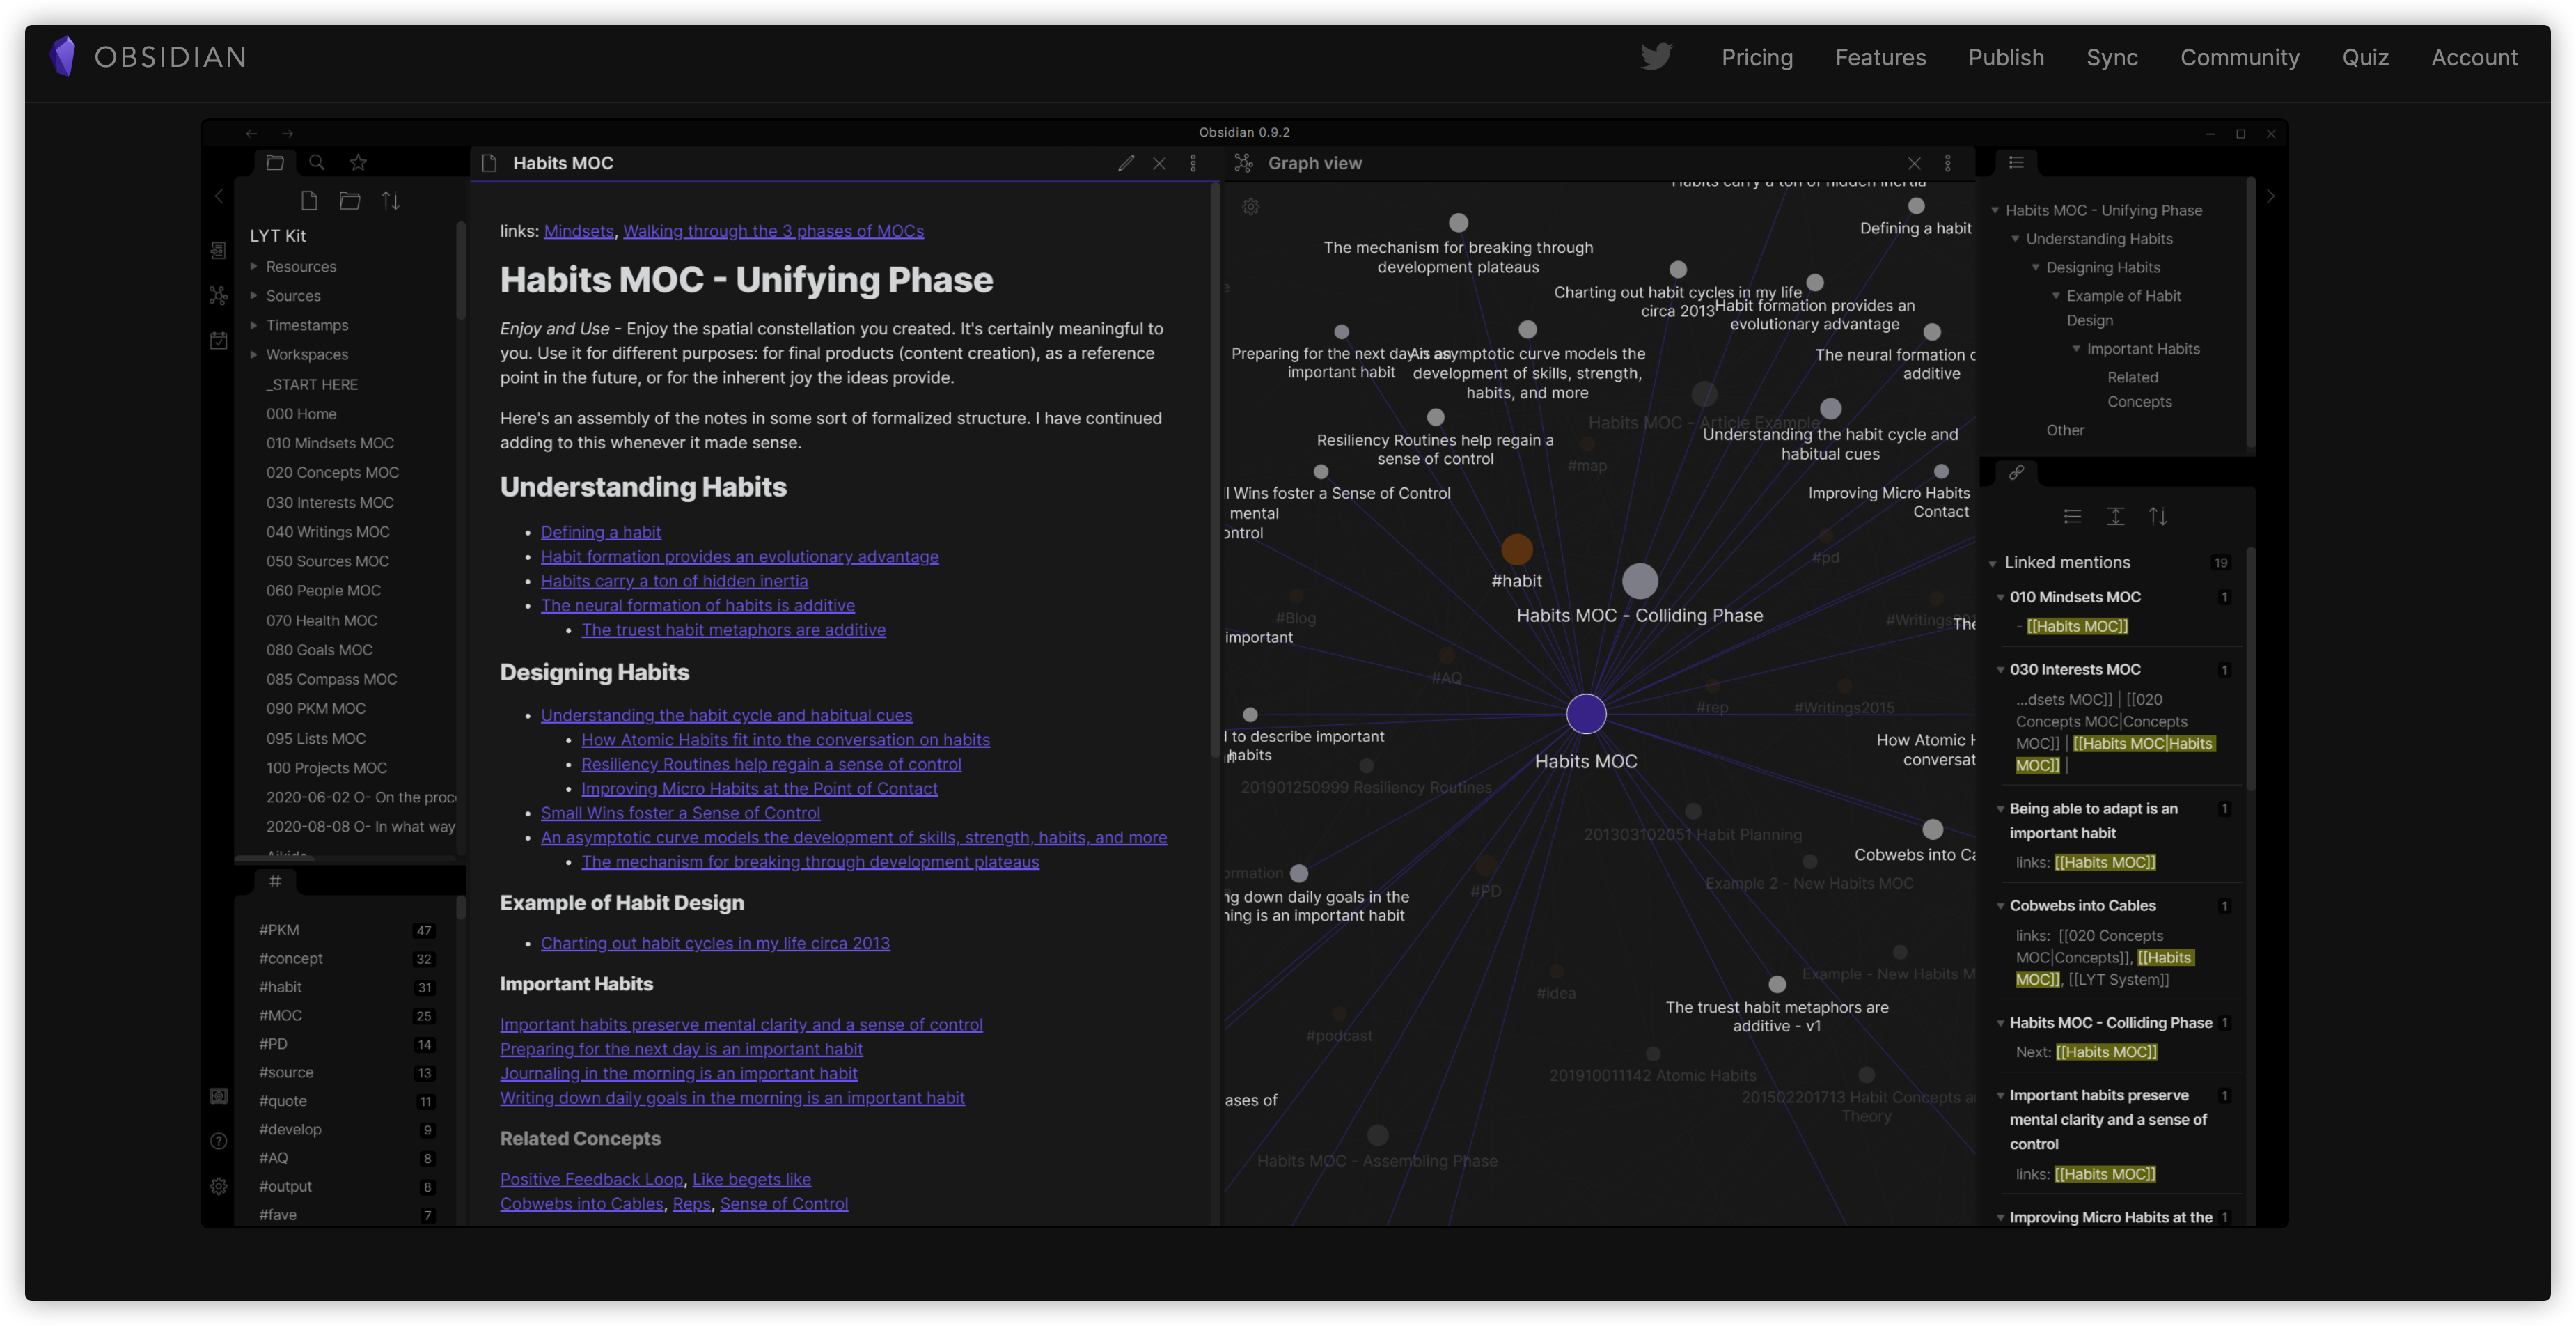 OBSIDIAN
Pricing
Features
Publish
Sync
Community
Quiz
Account
Obsidian 0.9.2
LYT Kit
Resources
Sources
Timestamps
Workspaces
_START HERE
000 Home
010 Mindsets MOC
020 Concepts MOC
030 Interests MOC
040 Writings MOC
050 Sources MOC
060 People MOC
070 Health MOC
080 Goals MOC
085 Compass MOC
090 PKM MOC
095 Lists MOC
100 Projects MOC
2020-06-02 O- On the proc
2020-08-08 O- In what way
#
#PKM 47
#concept 32
#habit 31
#MOC 25
#PD 14
#source 13
#quote 11
#develop 9
#AQ 8
#output 8
#fave 7
Habits MOC
links: Mindsets, Walking through the 3 phases of MOCs
Habits MOC - Unifying Phase
Enjoy and Use - Enjoy the spatial constellation you created. It's certainly meaningful to
you. Use it for different purposes: for final products (content creation), as a reference
point in the future, or for the inherent joy the ideas provide.
Here's an assembly of the notes in some sort of formalized structure. I have continued
adding to this whenever it made sense.
Understanding Habits
• Defining a habit
• Habit formation provides an evolutionary advantage
• Habits carry a ton of hidden inertia
• The neural formation of habits is additive
• The truest habit metaphors are additive
Designing Habits
• Understanding the habit cycle and habitual cues
• How Atomic Habits fit into the conversation on habits
• Resiliency Routines help regain a sense of control
• Improving Micro Habits at the Point of Contact
• Small Wins foster a Sense of Control
• An asymptotic curve models the development of skills, strength, habits, and more
• The mechanism for breaking through development plateaus
Example of Habit Design
• Charting out habit cycles in my life circa 2013
Important Habits
Important habits preserve mental clarity and a sense of control
Preparing for the next day is an important habit
Journaling in the morning is an important habit
Writing down daily goals in the morning is an important habit
Related Concepts
Positive Feedback Loop, Like begets like
Cobwebs into Cables, Reps, Sense of Control
Graph view
Habits carry a ton of hidden inertia
Defining a habit
The mechanism for breaking through
development plateaus
Charting out habit cycles in my life
circa 2013
Habit formation provides an
evolutionary advantage
Preparing for the next day is an
important habit
An asymptotic curve models the
development of skills, strength,
habits, and more
The neural formation o
additive
Habits MOC - Article Example
Understanding the habit cycle and
habitual cues
Resiliency Routines help regain a
sense of control
#map
ll Wins foster a Sense of Control
mental
ontrol
Improving Micro Habits
Contact
#pd
#habit
Habits MOC - Colliding Phase
#Blog
#Writings201
The
important
#AQ
#rep
#Writings2015
d to describe important
habits
Habits MOC
How Atomic H
conversat
201901250999 Resiliency Routines
201303102051 Habit Planning
Cobwebs into Ca
ormation
ng down daily goals in the
ning is an important habit
#PD
Example 2 - New Habits MOC
Example - New Habits M
#idea
The truest habit metaphors are
additive - v1
#podcast
201910011142 Atomic Habits
201502201713 Habit Concepts a
Theory
ases of
Habits MOC - Assembling Phase
Habits MOC - Unifying Phase
Understanding Habits
Designing Habits
Example of Habit
Design
Important Habits
Related
Concepts
Other
Linked mentions 19
010 Mindsets MOC 1
- [[Habits MOC]]
030 Interests MOC 1
...dsets MOC]] | [[020
Concepts MOC|Concepts
MOC]] | [[Habits MOC|Habits
MOC]] |
Being able to adapt is an 1
important habit
links: [[Habits MOC]]
Cobwebs into Cables 1
links: [[020 Concepts
MOC|Concepts]], [[Habits
MOC]], [[LYT System]]
Habits MOC - Colliding Phase 1
Next: [[Habits MOC]]
Important habits preserve 1
mental clarity and a sense of
control
links: [[Habits MOC]]
Improving Micro Habits at the 1